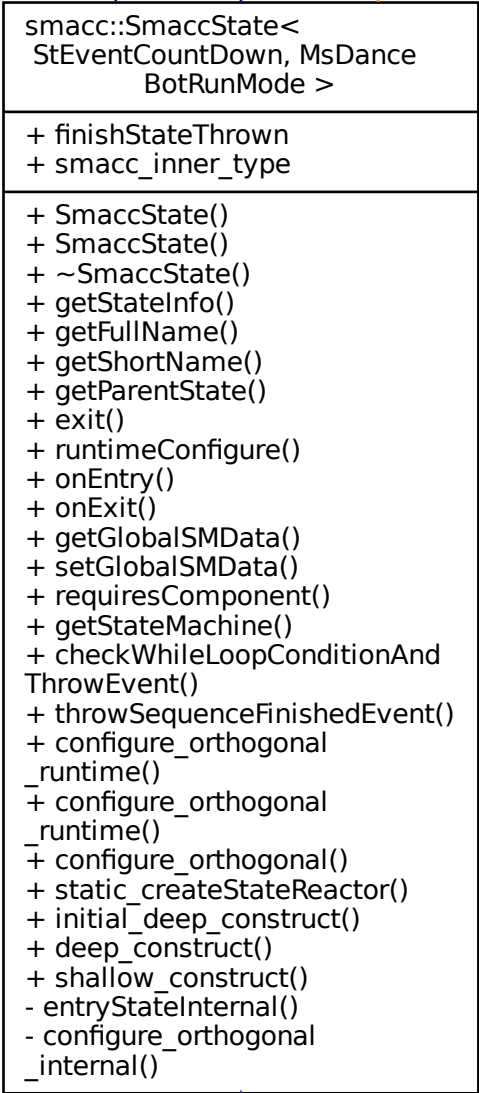 smacc::SmaccState<
StEventCountDown, MsDance
BotRunMode >
+ finishStateThrown
+ smacc_inner_type
+ SmaccState()
+ SmaccState()
+ ~SmaccState()
+ getStateInfo()
+ getFullName()
+ getShortName()
+ getParentState()
+ exit()
+ runtimeConfigure()
+ onEntry()
+ onExit()
+ getGlobalSMData()
+ setGlobalSMData()
+ requiresComponent()
+ getStateMachine()
+ checkWhileLoopConditionAnd
ThrowEvent()
+ throwSequenceFinishedEvent()
+ configure_orthogonal
_runtime()
+ configure_orthogonal
_runtime()
+ configure_orthogonal()
+ static_createStateReactor()
+ initial_deep_construct()
+ deep_construct()
+ shallow_construct()
- entryStateInternal()
- configure_orthogonal
_internal()